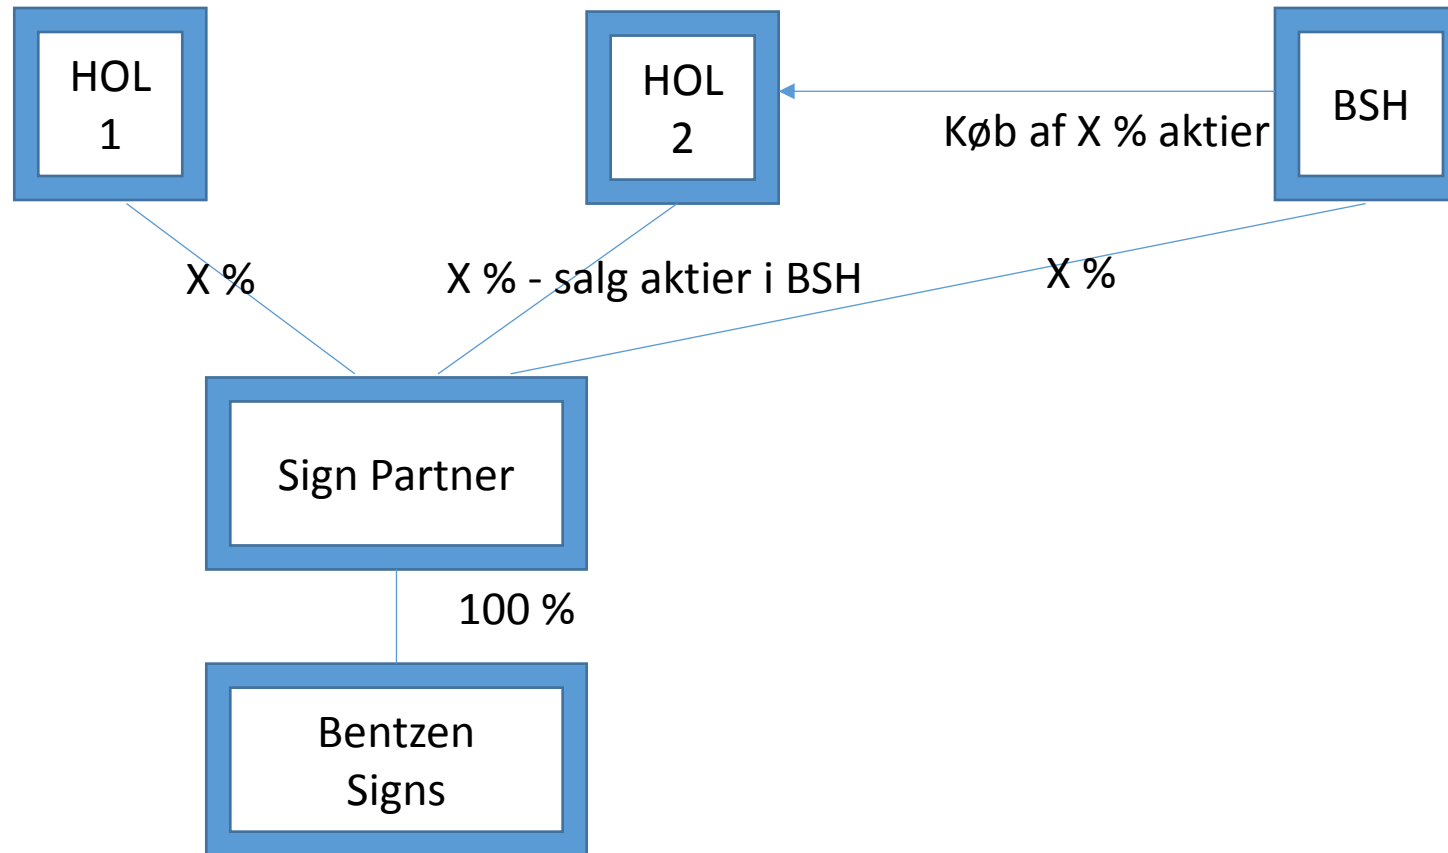 HOL
1
HOL
2
BSH
Køb af X % aktier
X %
X % - salg aktier i BSH
X %
Sign Partner
100 %
Bentzen
Signs